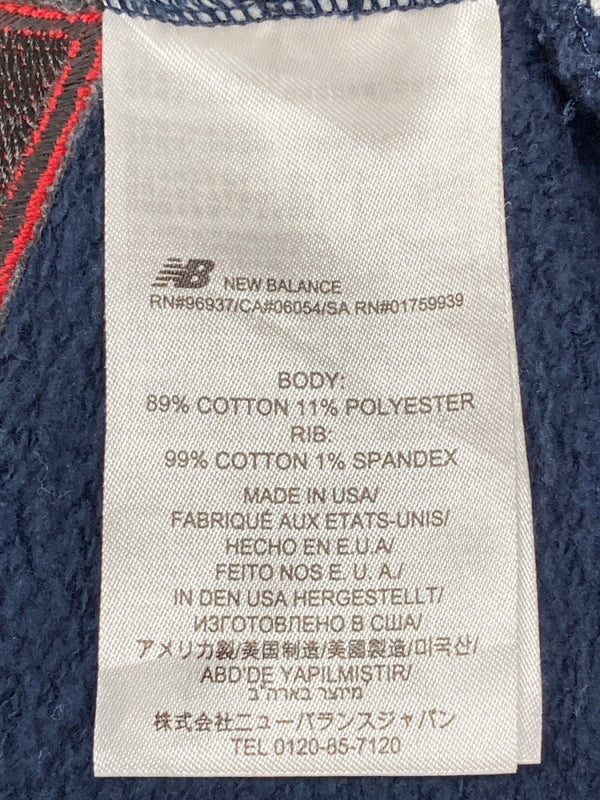 NB NEW BALANCE
RN#96937/CA#06054/SA RN#01759939
BODY:
89% COTTON 11% POLYESTER
RIB:
99% COTTON 1% SPANDEX
MADE IN USA/
FABRIQUÉ AUX ETATS-UNIS/
HECHO EN E.U.A/
FEITO NOS E. U. A./
IN DEN USA HERGESTELLT/
ИЗГОТОВЛЕНО В США/
アメリカ製/美国制造/美國製造/미국산/
ABD'DE YAPILMISTIR/
מיוצר בארה"ב
株式会社ニューバランスジャパン
TEL 0120-85-7120